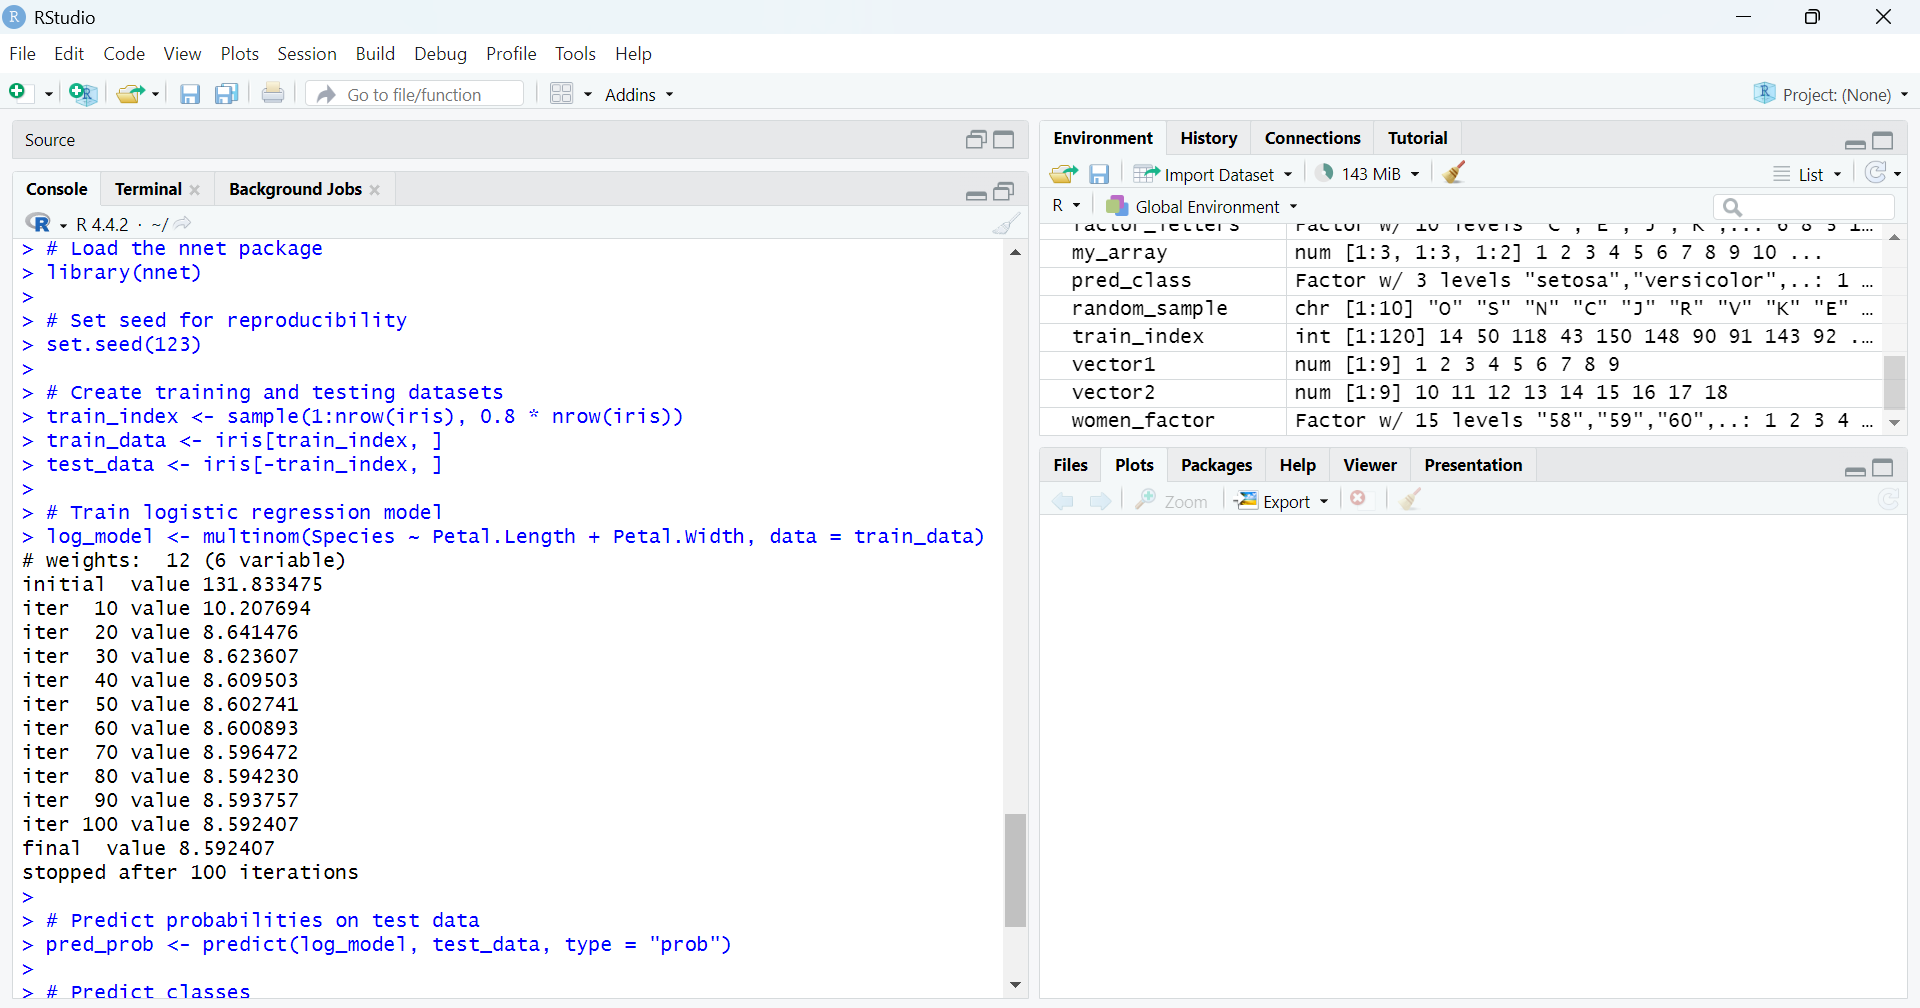 RStudio
File Edit Code View Plots Session Build Debug Profile Tools Help
Go to file/function Addins Project: (None)
Source
Console Terminal Background Jobs
R 4.4.2 · ~/
> # Load the nnet package
> library(nnet)
>
> # Set seed for reproducibility
> set.seed(123)
>
> # Create training and testing datasets
> train_index <- sample(1:nrow(iris), 0.8 * nrow(iris))
> train_data <- iris[train_index, ]
> test_data <- iris[-train_index, ]
>
> # Train logistic regression model
> log_model <- multinom(Species ~ Petal.Length + Petal.Width, data = train_data)
# weights:  12 (6 variable)
initial  value 131.833475
iter  10 value 10.207694
iter  20 value 8.641476
iter  30 value 8.623607
iter  40 value 8.609503
iter  50 value 8.602741
iter  60 value 8.600893
iter  70 value 8.596472
iter  80 value 8.594230
iter  90 value 8.593757
iter 100 value 8.592407
final  value 8.592407
stopped after 100 iterations
>
> # Predict probabilities on test data
> pred_prob <- predict(log_model, test_data, type = "prob")
>
> # Predict classes
Environment History Connections Tutorial
Import Dataset 143 MiB List
R Global Environment
factor_letters Factor w/ 10 levels "C","E","J","K",..: 6 8 5 1…
my_array num [1:3, 1:3, 1:2] 1 2 3 4 5 6 7 8 9 10 ...
pred_class Factor w/ 3 levels "setosa","versicolor",..: 1 …
random_sample chr [1:10] "O" "S" "N" "C" "J" "R" "V" "K" "E" …
train_index int [1:120] 14 50 118 43 150 148 90 91 143 92 .…
vector1 num [1:9] 1 2 3 4 5 6 7 8 9
vector2 num [1:9] 10 11 12 13 14 15 16 17 18
women_factor Factor w/ 15 levels "58","59","60",..: 1 2 3 4 …
Files Plots Packages Help Viewer Presentation
Zoom Export